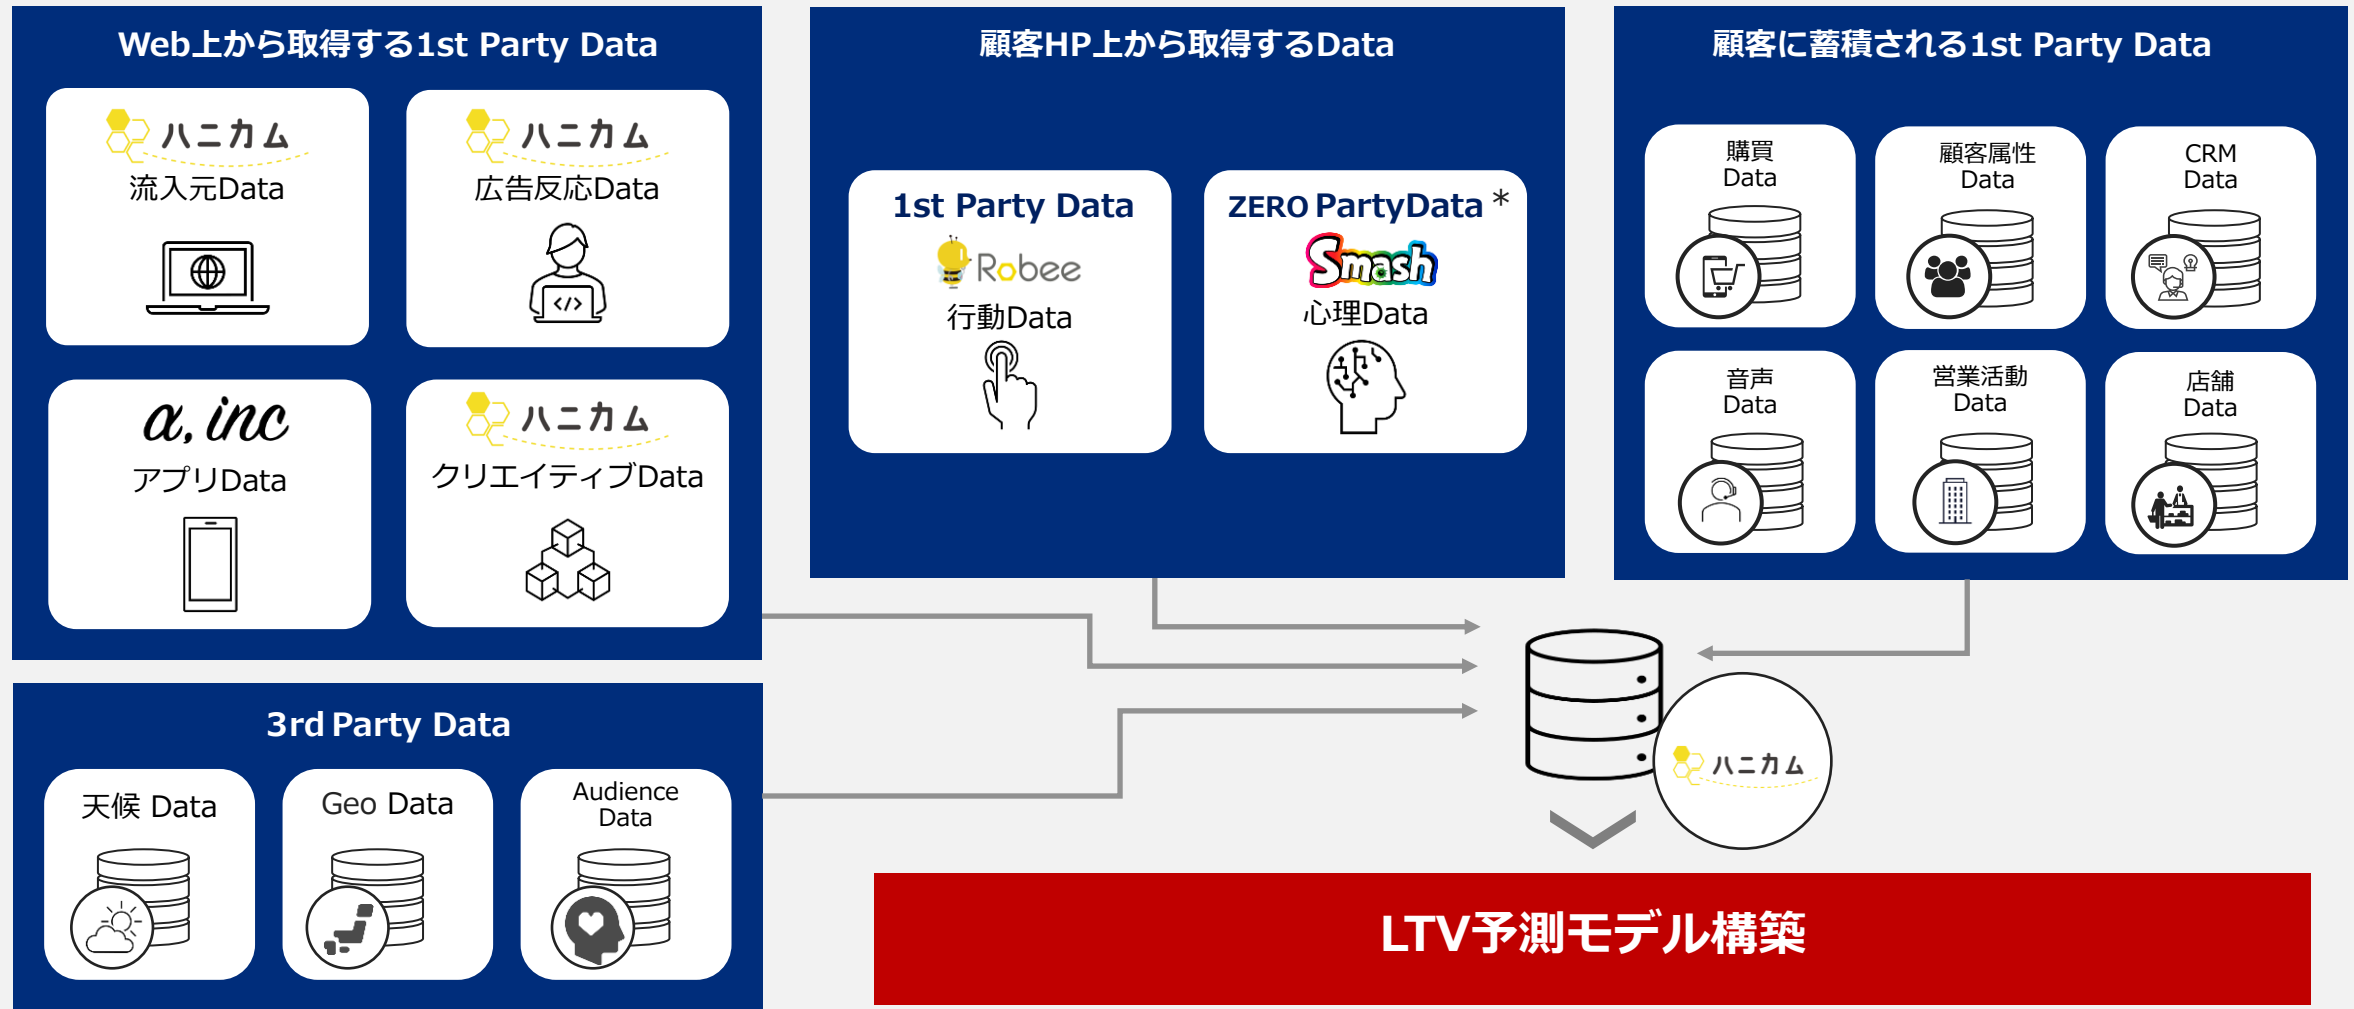 Web上から取得する1st Party Data
ハニカム
流入元Data
ハニカム
広告反応Data
</>
α, inc
アプリData
ハニカム
クリエイティブData
顧客HP上から取得するData
1st Party Data
Robee
行動Data
ZERO PartyData＊
Smash
心理Data
顧客に蓄積される1st Party Data
購買
Data
顧客属性
Data
CRM
Data
音声
Data
営業活動
Data
店舗
Data
3rd Party Data
天候 Data
Geo Data
Audience
Data
ハニカム
LTV予測モデル構築